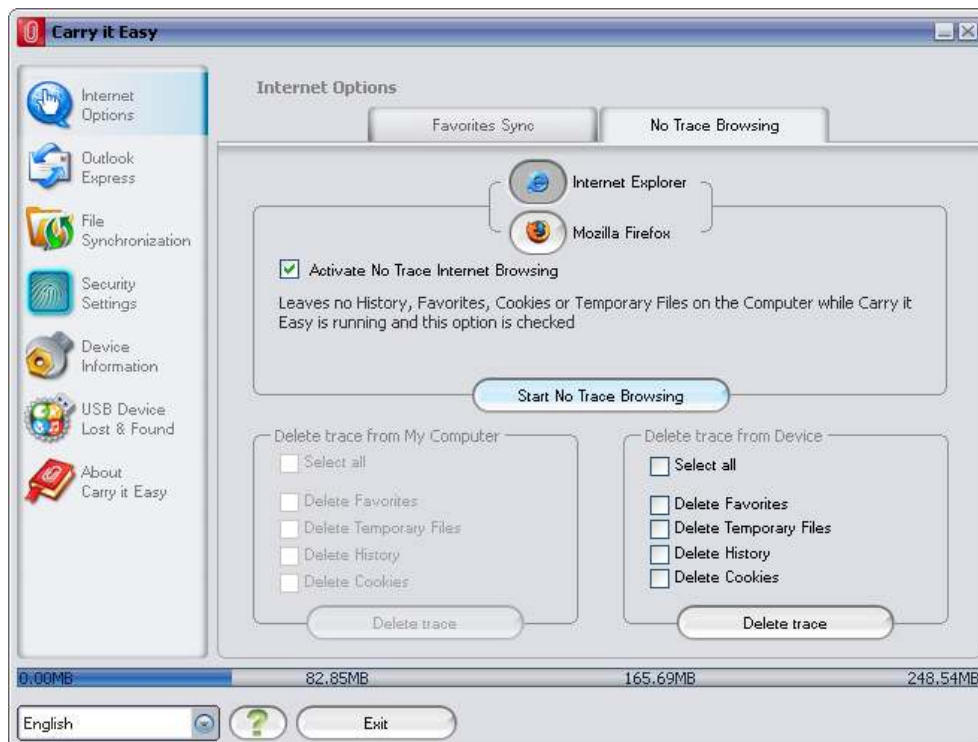 Carry it Easy
Internet
Options
Outlook
Express
File
Synchronization
Security
Settings
Device
Information
USB Device
Lost & Found
About
Carry it Easy
Internet Options
Favorites Sync
No Trace Browsing
Internet Explorer
Mozilla Firefox
Activate No Trace Internet Browsing
Leaves no History, Favorites, Cookies or Temporary Files on the Computer while Carry it
Easy is running and this option is checked
Start No Trace Browsing
Delete trace from My Computer
Select all
Delete Favorites
Delete Temporary Files
Delete History
Delete Cookies
Delete trace
Delete trace from Device
Select all
Delete Favorites
Delete Temporary Files
Delete History
Delete Cookies
Delete trace
0.00MB 82.85MB 165.69MB 248.54MB
English
?
Exit